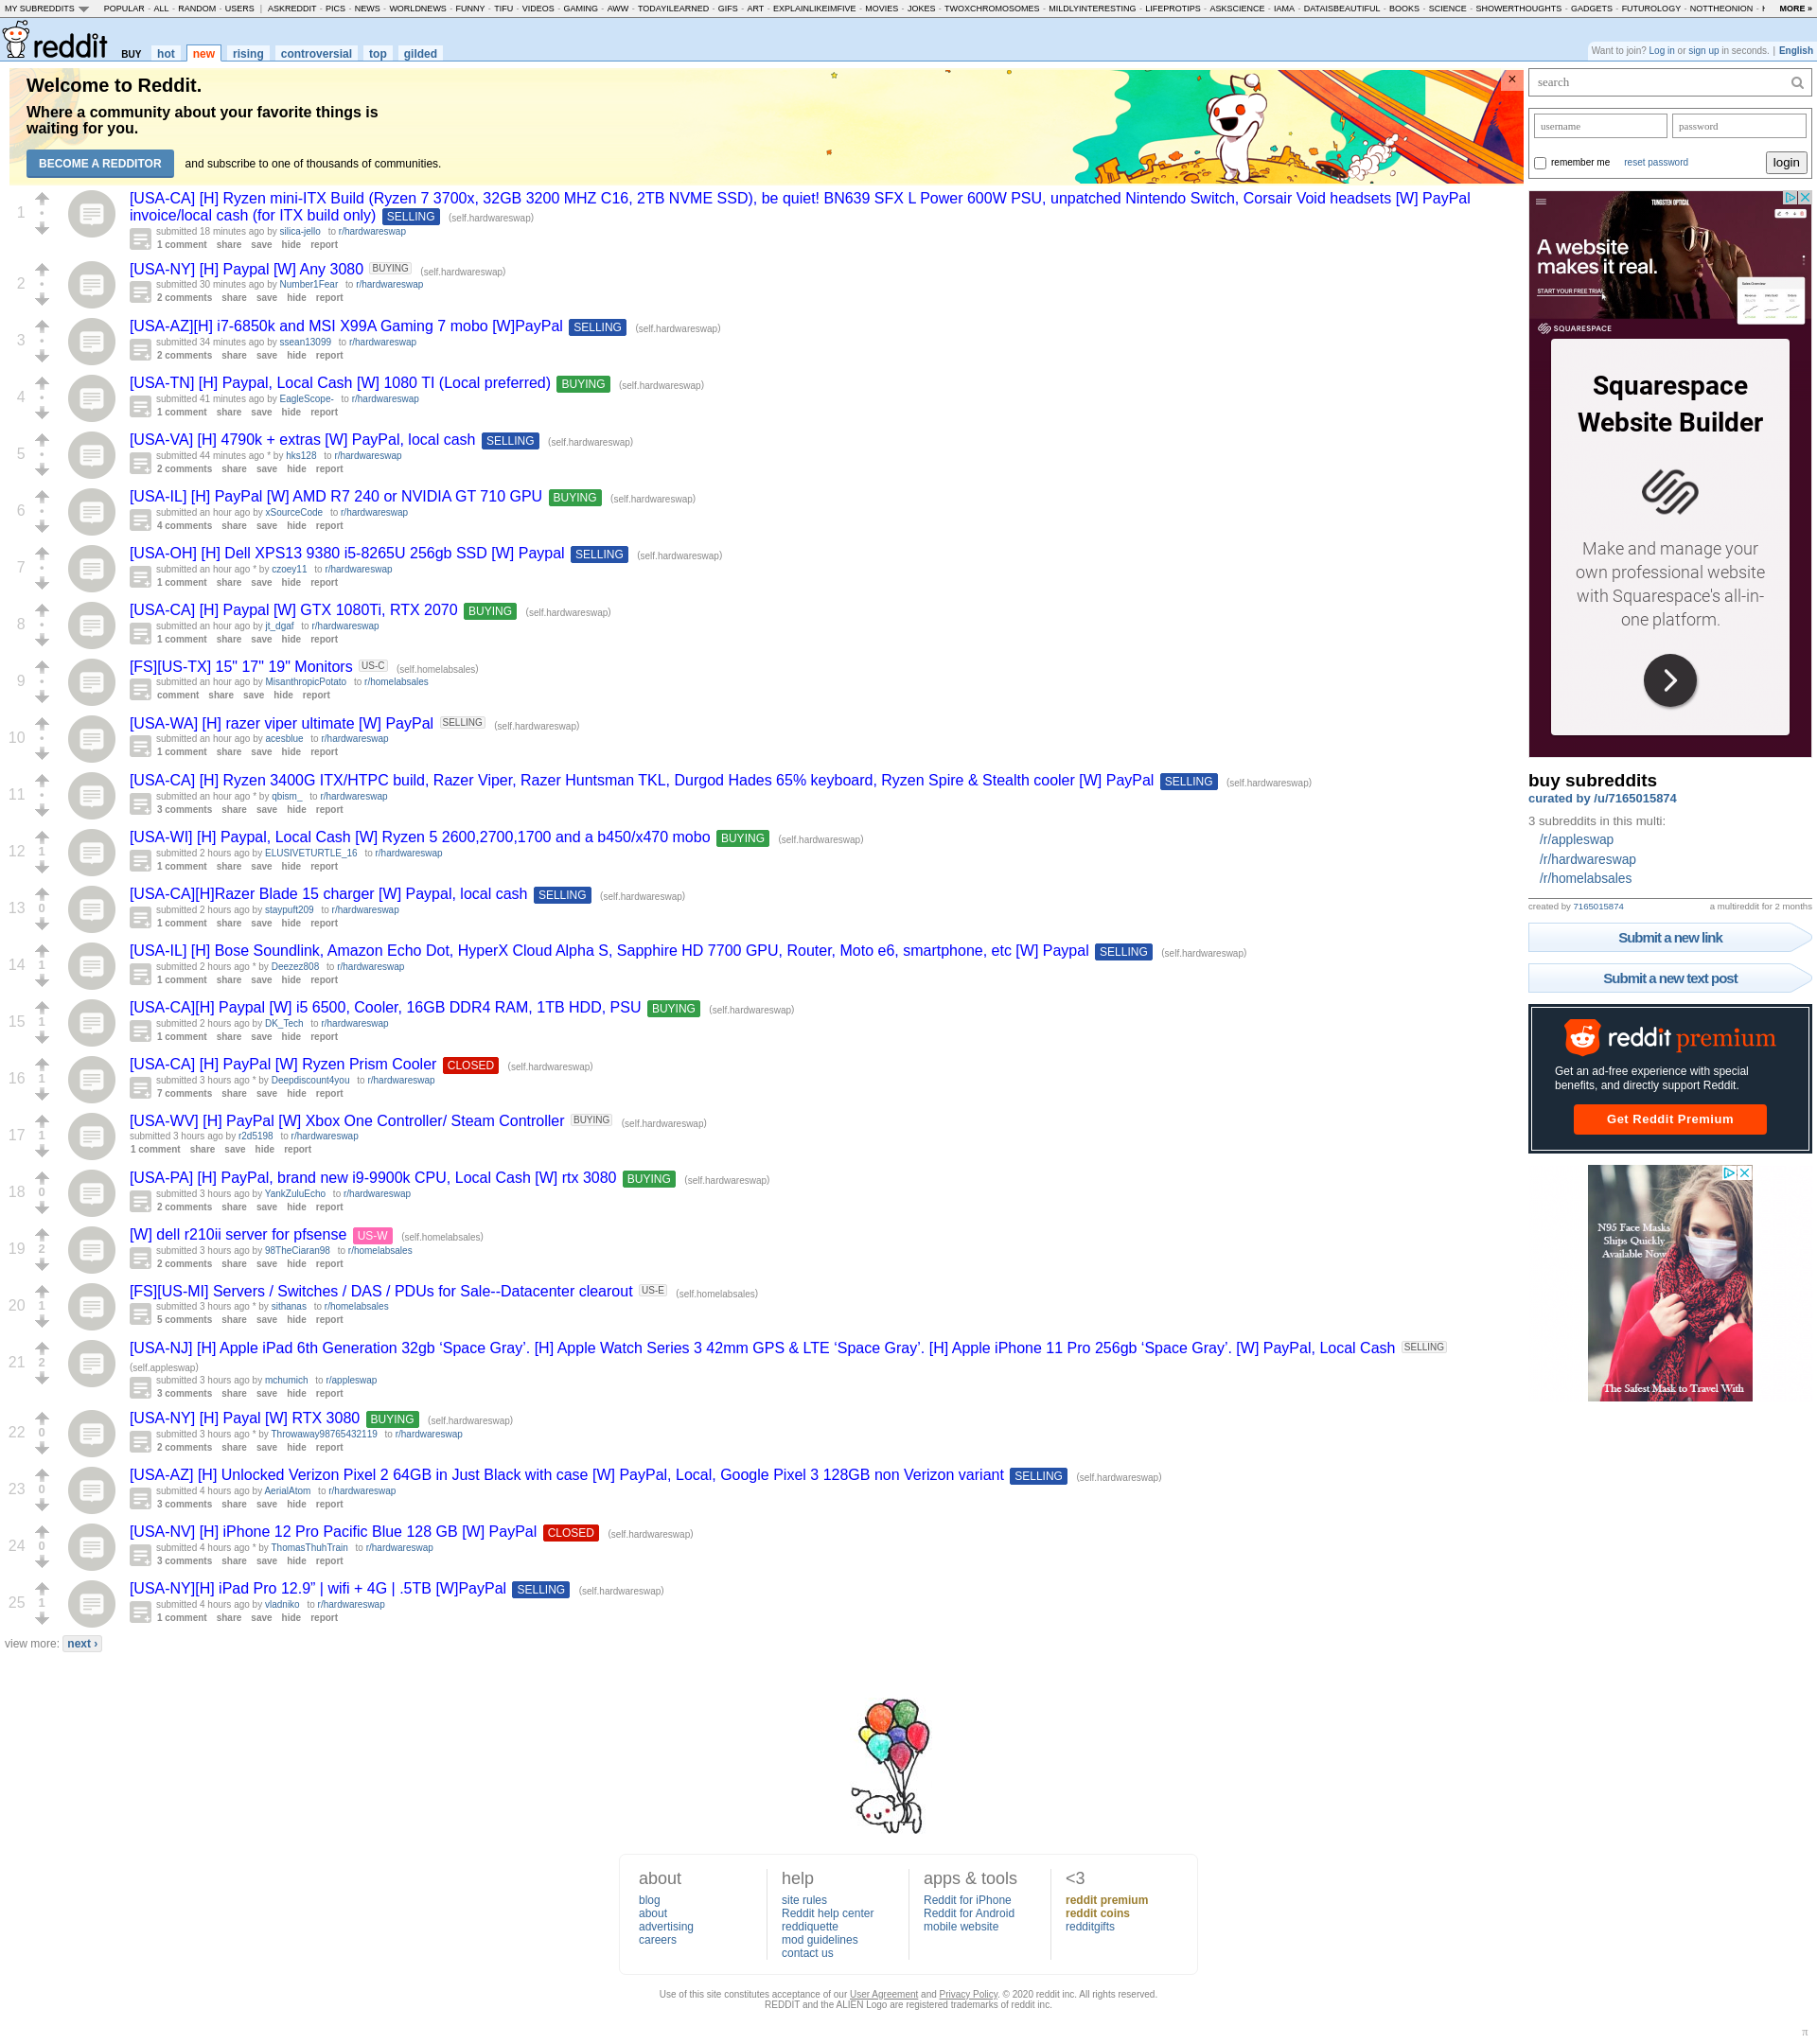 MY SUBREDDITS POPULAR - ALL - RANDOM - USERS | ASKREDDIT - PICS - NEWS - WORLDNEWS - FUNNY - TIFU - VIDEOS - GAMING - AWW - TODAYILEARNED - GIFS - ART - EXPLAINLIKEIMFIVE - MOVIES - JOKES - TWOXCHROMOSOMES - MILDLYINTERESTING - LIFEPROTIPS - ASKSCIENCE - IAMA - DATAISBEAUTIFUL - BOOKS - SCIENCE - SHOWERTHOUGHTS - GADGETS - FUTUROLOGY - NOTTHEONION - MORE »
reddit BUY hot new rising controversial top gilded
Want to join? Log in or sign up in seconds. | English
Welcome to Reddit.
Where a community about your favorite things is
waiting for you.
BECOME A REDDITOR and subscribe to one of thousands of communities.
1
[USA-CA] [H] Ryzen mini-ITX Build (Ryzen 7 3700x, 32GB 3200 MHZ C16, 2TB NVME SSD), be quiet! BN639 SFX L Power 600W PSU, unpatched Nintendo Switch, Corsair Void headsets [W] PayPal
invoice/local cash (for ITX build only) SELLING (self.hardwareswap)
submitted 18 minutes ago by silica-jello to r/hardwareswap
1 comment share save hide report
2
[USA-NY] [H] Paypal [W] Any 3080 BUYING (self.hardwareswap)
submitted 30 minutes ago by Number1Fear to r/hardwareswap
2 comments share save hide report
3
[USA-AZ][H] i7-6850k and MSI X99A Gaming 7 mobo [W]PayPal SELLING (self.hardwareswap)
submitted 34 minutes ago by ssean13099 to r/hardwareswap
2 comments share save hide report
4
[USA-TN] [H] Paypal, Local Cash [W] 1080 TI (Local preferred) BUYING (self.hardwareswap)
submitted 41 minutes ago by EagleScope- to r/hardwareswap
1 comment share save hide report
5
[USA-VA] [H] 4790k + extras [W] PayPal, local cash SELLING (self.hardwareswap)
submitted 44 minutes ago * by hks128 to r/hardwareswap
2 comments share save hide report
6
[USA-IL] [H] PayPal [W] AMD R7 240 or NVIDIA GT 710 GPU BUYING (self.hardwareswap)
submitted an hour ago by xSourceCode to r/hardwareswap
4 comments share save hide report
7
[USA-OH] [H] Dell XPS13 9380 i5-8265U 256gb SSD [W] Paypal SELLING (self.hardwareswap)
submitted an hour ago * by czoey11 to r/hardwareswap
1 comment share save hide report
8
[USA-CA] [H] Paypal [W] GTX 1080Ti, RTX 2070 BUYING (self.hardwareswap)
submitted an hour ago by jt_dgaf to r/hardwareswap
1 comment share save hide report
9
[FS][US-TX] 15" 17" 19" Monitors US-C (self.homelabsales)
submitted an hour ago by MisanthropicPotato to r/homelabsales
comment share save hide report
10
[USA-WA] [H] razer viper ultimate [W] PayPal SELLING (self.hardwareswap)
submitted an hour ago by acesblue to r/hardwareswap
1 comment share save hide report
11
[USA-CA] [H] Ryzen 3400G ITX/HTPC build, Razer Viper, Razer Huntsman TKL, Durgod Hades 65% keyboard, Ryzen Spire & Stealth cooler [W] PayPal SELLING (self.hardwareswap)
submitted an hour ago * by qbism_ to r/hardwareswap
3 comments share save hide report
12 1
[USA-WI] [H] Paypal, Local Cash [W] Ryzen 5 2600,2700,1700 and a b450/x470 mobo BUYING (self.hardwareswap)
submitted 2 hours ago by ELUSIVETURTLE_16 to r/hardwareswap
1 comment share save hide report
13 0
[USA-CA][H]Razer Blade 15 charger [W] Paypal, local cash SELLING (self.hardwareswap)
submitted 2 hours ago by staypuft209 to r/hardwareswap
1 comment share save hide report
14 1
[USA-IL] [H] Bose Soundlink, Amazon Echo Dot, HyperX Cloud Alpha S, Sapphire HD 7700 GPU, Router, Moto e6, smartphone, etc [W] Paypal SELLING (self.hardwareswap)
submitted 2 hours ago * by Deezez808 to r/hardwareswap
1 comment share save hide report
15 1
[USA-CA][H] Paypal [W] i5 6500, Cooler, 16GB DDR4 RAM, 1TB HDD, PSU BUYING (self.hardwareswap)
submitted 2 hours ago by DK_Tech to r/hardwareswap
1 comment share save hide report
16 1
[USA-CA] [H] PayPal [W] Ryzen Prism Cooler CLOSED (self.hardwareswap)
submitted 3 hours ago * by Deepdiscount4you to r/hardwareswap
7 comments share save hide report
17 1
[USA-WV] [H] PayPal [W] Xbox One Controller/ Steam Controller BUYING (self.hardwareswap)
submitted 3 hours ago by r2d5198 to r/hardwareswap
1 comment share save hide report
18 0
[USA-PA] [H] PayPal, brand new i9-9900k CPU, Local Cash [W] rtx 3080 BUYING (self.hardwareswap)
submitted 3 hours ago by YankZuluEcho to r/hardwareswap
2 comments share save hide report
19 2
[W] dell r210ii server for pfsense US-W (self.homelabsales)
submitted 3 hours ago by 98TheCiaran98 to r/homelabsales
2 comments share save hide report
20 1
[FS][US-MI] Servers / Switches / DAS / PDUs for Sale--Datacenter clearout US-E (self.homelabsales)
submitted 3 hours ago * by sithanas to r/homelabsales
5 comments share save hide report
21 2
[USA-NJ] [H] Apple iPad 6th Generation 32gb ‘Space Gray’. [H] Apple Watch Series 3 42mm GPS & LTE ‘Space Gray’. [H] Apple iPhone 11 Pro 256gb ‘Space Gray’. [W] PayPal, Local Cash SELLING
(self.appleswap)
submitted 3 hours ago by mchumich to r/appleswap
3 comments share save hide report
22 0
[USA-NY] [H] Payal [W] RTX 3080 BUYING (self.hardwareswap)
submitted 3 hours ago * by Throwaway98765432119 to r/hardwareswap
2 comments share save hide report
23 0
[USA-AZ] [H] Unlocked Verizon Pixel 2 64GB in Just Black with case [W] PayPal, Local, Google Pixel 3 128GB non Verizon variant SELLING (self.hardwareswap)
submitted 4 hours ago by AerialAtom to r/hardwareswap
3 comments share save hide report
24 0
[USA-NV] [H] iPhone 12 Pro Pacific Blue 128 GB [W] PayPal CLOSED (self.hardwareswap)
submitted 4 hours ago * by ThomasThuhTrain to r/hardwareswap
3 comments share save hide report
25 1
[USA-NY][H] iPad Pro 12.9” | wifi + 4G | .5TB [W]PayPal SELLING (self.hardwareswap)
submitted 4 hours ago by vladniko to r/hardwareswap
1 comment share save hide report
view more: next ›
search
username password
remember me reset password login
TUNGSTEN OPTICAL
A website
makes it real.
START YOUR FREE TRIAL
SQUARESPACE
Squarespace
Website Builder
Make and manage your
own professional website
with Squarespace's all-in-
one platform.
buy subreddits
curated by /u/7165015874
3 subreddits in this multi:
/r/appleswap
/r/hardwareswap
/r/homelabsales
created by 7165015874 a multireddit for 2 months
Submit a new link
Submit a new text post
reddit premium
Get an ad-free experience with special
benefits, and directly support Reddit.
Get Reddit Premium
N95 Face Masks
Ships Quickly
Available Now
The Safest Mask to Travel With
about
blog
about
advertising
careers
help
site rules
Reddit help center
reddiquette
mod guidelines
contact us
apps & tools
Reddit for iPhone
Reddit for Android
mobile website
<3
reddit premium
reddit coins
redditgifts
Use of this site constitutes acceptance of our User Agreement and Privacy Policy. © 2020 reddit inc. All rights reserved.
REDDIT and the ALIEN Logo are registered trademarks of reddit inc.
π